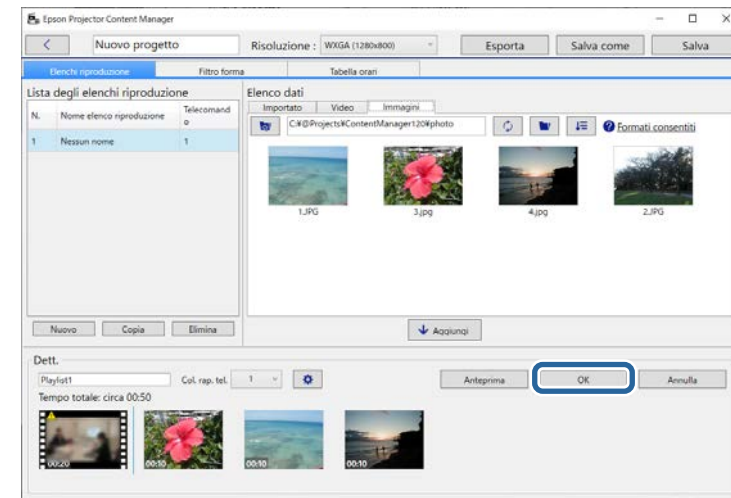 Epson Projector Content Manager
Nuovo progetto Risoluzione : WXGA (1280x800) Esporta Salva come Salva
Elenchi riproduzione Filtro forma Tabella orari
Lista degli elenchi riproduzione Elenco dati
N. Nome elenco riproduzione Telecomand
o
Importato Video Immagini
C:¥@Projects¥ContentManager120¥photo Formati consentiti
1 Nessun nome 1
1.JPG 3.jpg 4.jpg 2.JPG
Nuovo Copia Elimina Aggiungi
Dett.
Playlist1 Col. rap. tel. 1 Anteprima OK Annulla
Tempo totale: circa 00:50
00:20 00:10 00:10 00:10